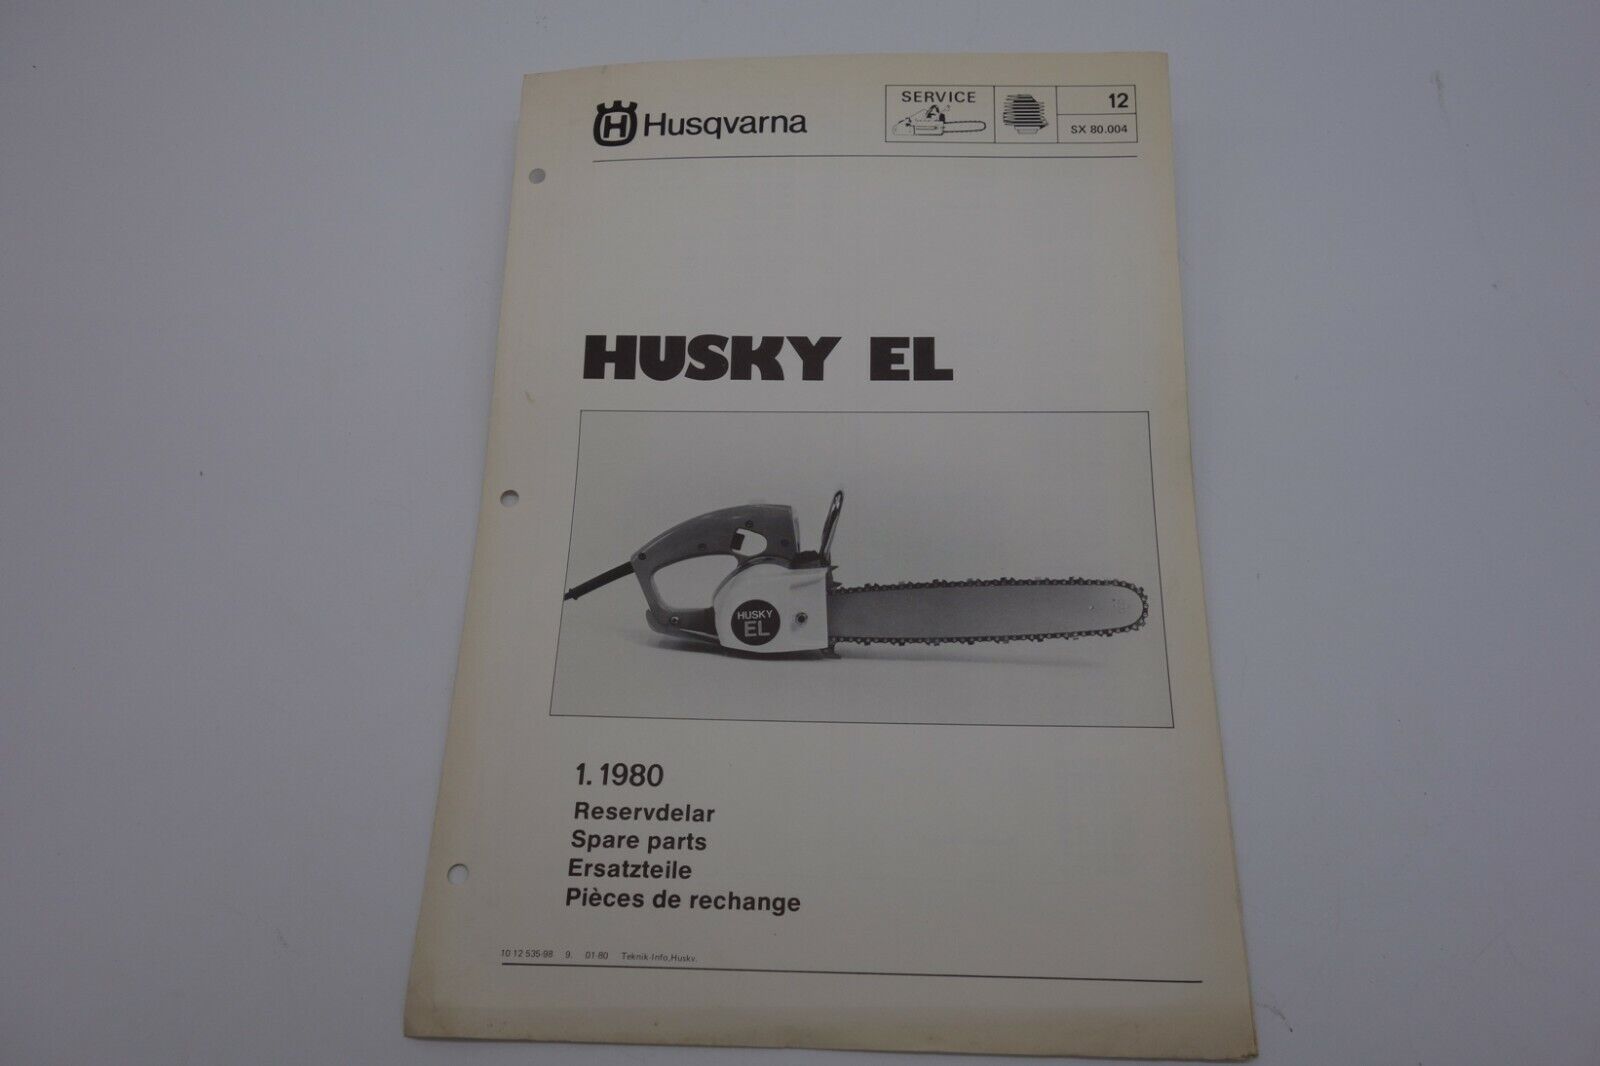 Husqvarna
SERVICE
12
SX 80.004
HUSKY EL
HUSKY
EL
1. 1980
Reservdelar
Spare parts
Ersatzteile
Pièces de rechange
10 12 535-98 9. 01-80 Teknik-Info,Huskv.